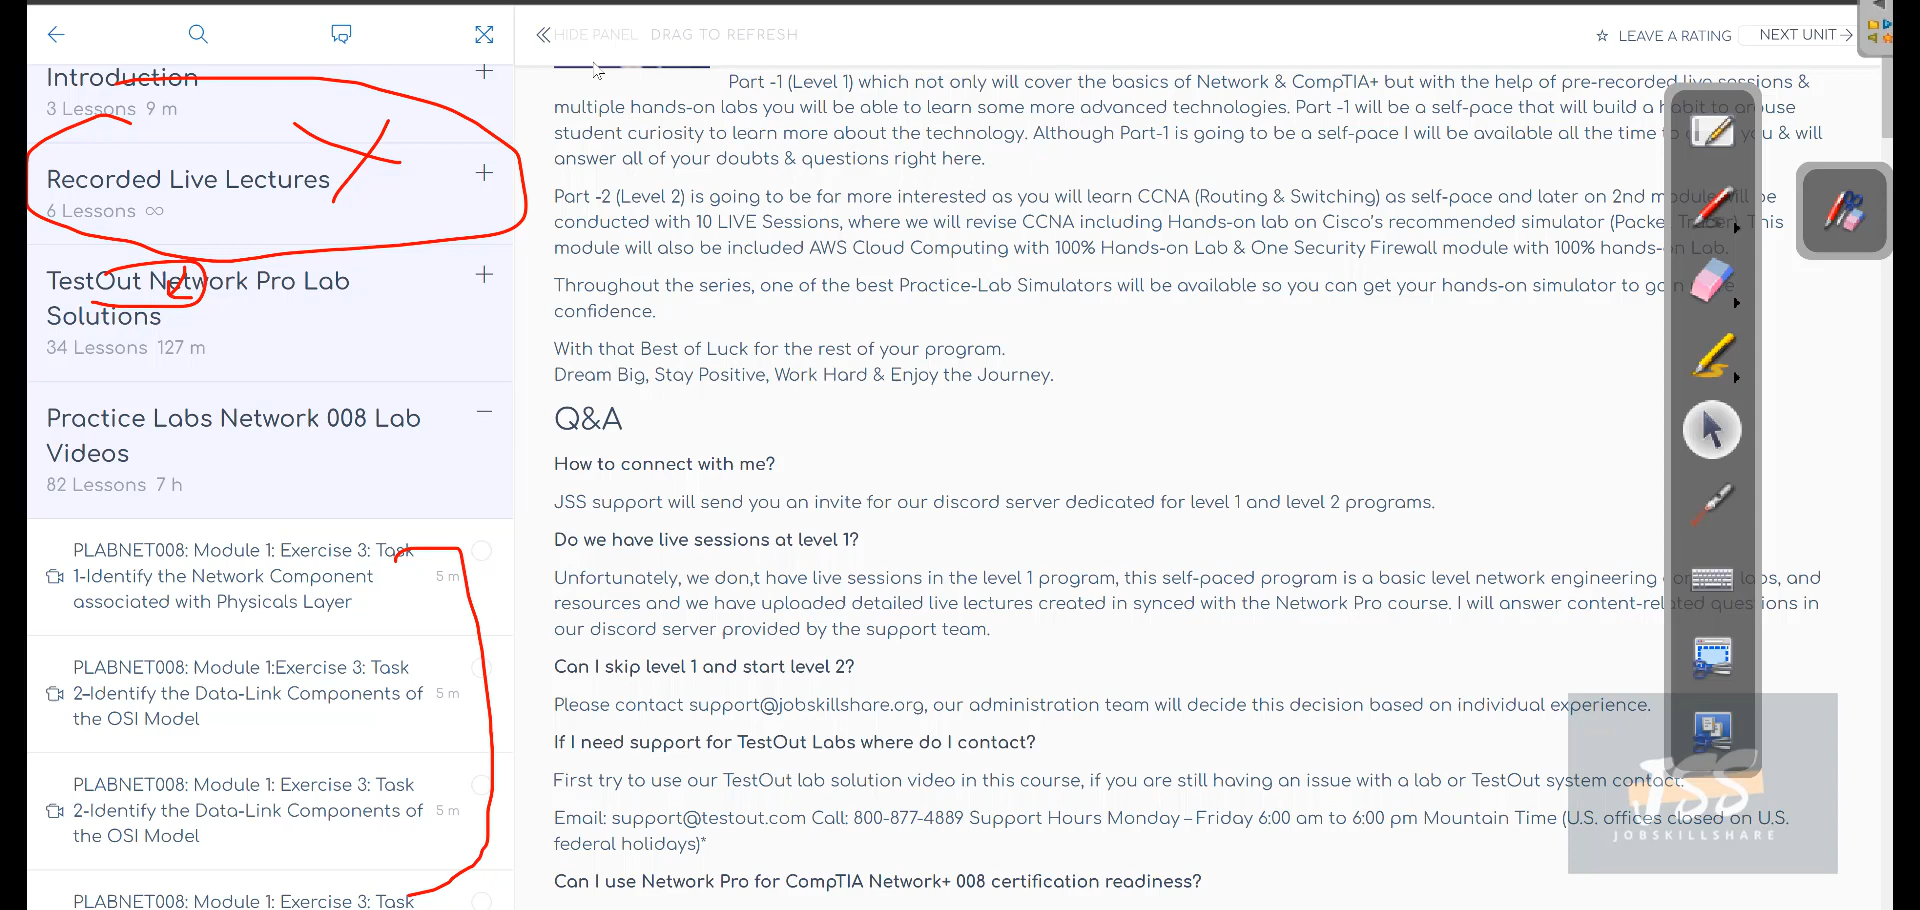 HIDE PANEL DRAG TO REFRESH
LEAVE A RATING
NEXT UNIT
Introduction
3 Lessons 9 m
Recorded Live Lectures
6 Lessons ∞
TestOut Network Pro Lab
Solutions
34 Lessons 127 m
Practice Labs Network 008 Lab
Videos
82 Lessons 7 h
PLABNET008: Module 1: Exercise 3: Task
1-Identify the Network Component
associated with Physicals Layer
5 m
PLABNET008: Module 1:Exercise 3: Task
2-Identify the Data-Link Components of
the OSI Model
5 m
PLABNET008: Module 1: Exercise 3: Task
2-Identify the Data-Link Components of
the OSI Model
5 m
PLABNET008: Module 1: Exercise 3: Task
Part -1 (Level 1) which not only will cover the basics of Network & CompTIA+ but with the help of pre-recorded live sessions &
multiple hands-on labs you will be able to learn some more advanced technologies. Part -1 will be a self-pace that will build a habit to arouse
student curiosity to learn more about the technology. Although Part-1 is going to be a self-pace I will be available all the time to you & will
answer all of your doubts & questions right here.
Part -2 (Level 2) is going to be far more interested as you will learn CCNA (Routing & Switching) as self-pace and later on 2nd module will be
conducted with 10 LIVE Sessions, where we will revise CCNA including Hands-on lab on Cisco's recommended simulator (Packet Tracer). This
module will also be included AWS Cloud Computing with 100% Hands-on Lab & One Security Firewall module with 100% hands-on Lab.
Throughout the series, one of the best Practice-Lab Simulators will be available so you can get your hands-on simulator to gain
confidence.
With that Best of Luck for the rest of your program.
Dream Big, Stay Positive, Work Hard & Enjoy the Journey.
Q&A
How to connect with me?
JSS support will send you an invite for our discord server dedicated for level 1 and level 2 programs.
Do we have live sessions at level 1?
Unfortunately, we don,t have live sessions in the level 1 program, this self-paced program is a basic level network engineering labs, and
resources and we have uploaded detailed live lectures created in synced with the Network Pro course. I will answer content-related questions in
our discord server provided by the support team.
Can I skip level 1 and start level 2?
Please contact support@jobskillshare.org, our administration team will decide this decision based on individual experience.
If I need support for TestOut Labs where do I contact?
First try to use our TestOut lab solution video in this course, if you are still having an issue with a lab or TestOut system contact:
Email: support@testout.com Call: 800-877-4889 Support Hours Monday – Friday 6:00 am to 6:00 pm Mountain Time (U.S. offices closed on U.S.
federal holidays)*
Can I use Network Pro for CompTIA Network+ 008 certification readiness?
JSS
JOBSKILLSHARE